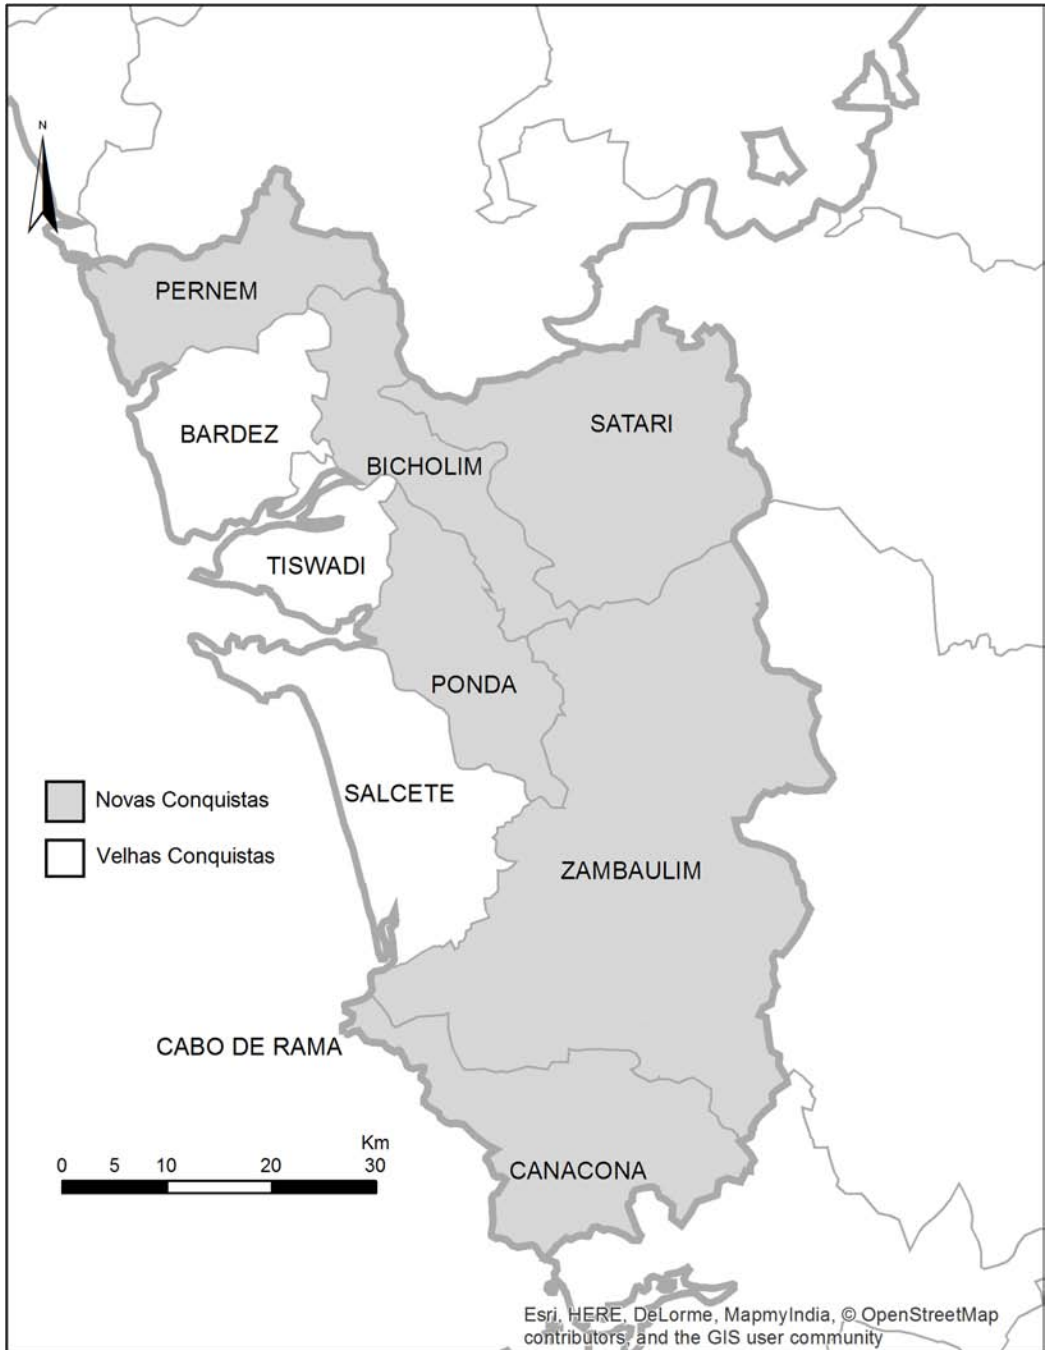 N
PERNEM
BARDEZ
SATARI
BICHOLIM
TISWADI
PONDA
SALCETE
Novas Conquistas
Velhas Conquistas
ZAMBAULIM
CABO DE RAMA
Km
0 5 10 20 30
CANACONA
Esri, HERE, DeLorme, MapmyIndia, © OpenStreetMap
contributors, and the GIS user community